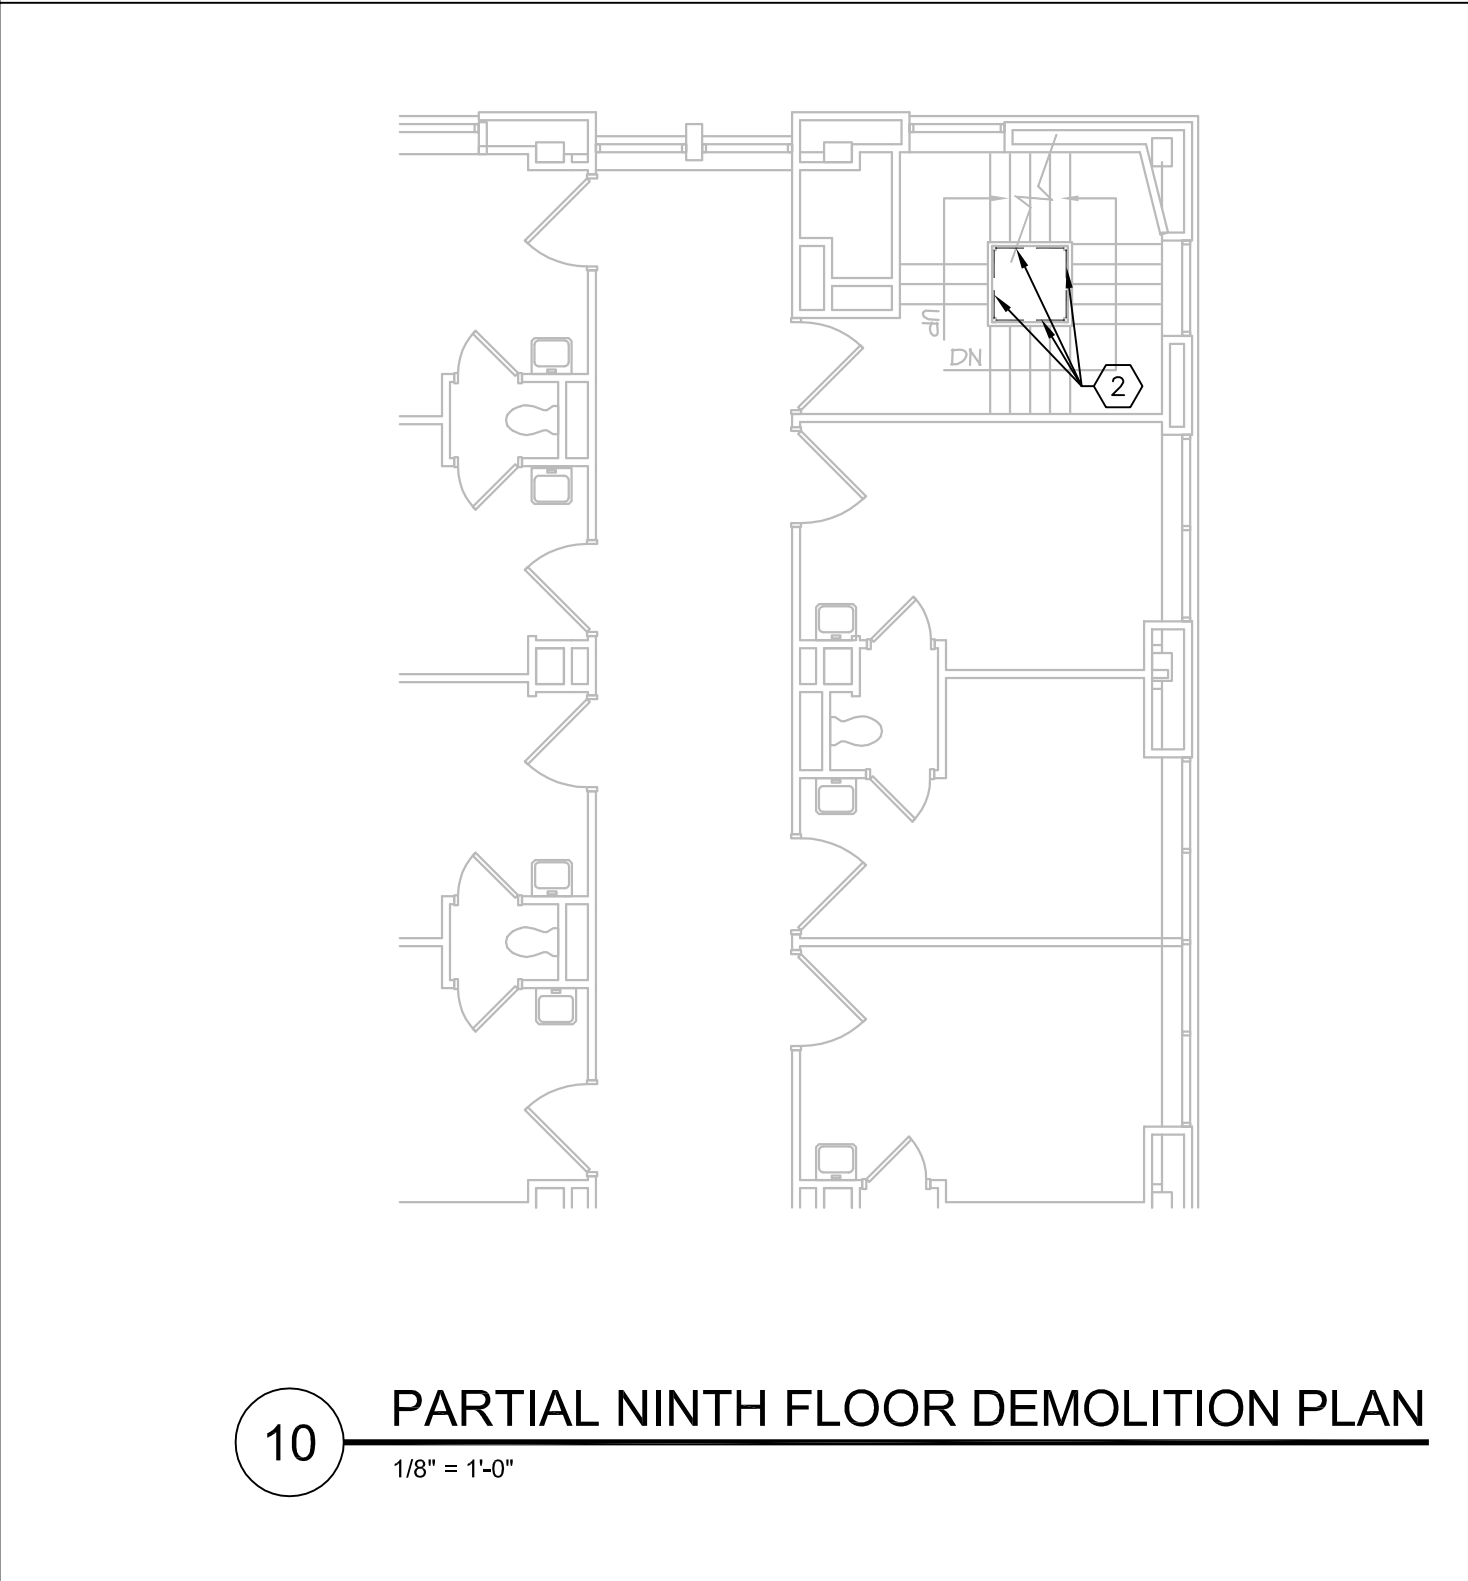 up
DN
2
10
PARTIAL NINTH FLOOR DEMOLITION PLAN
1/8" = 1'-0"